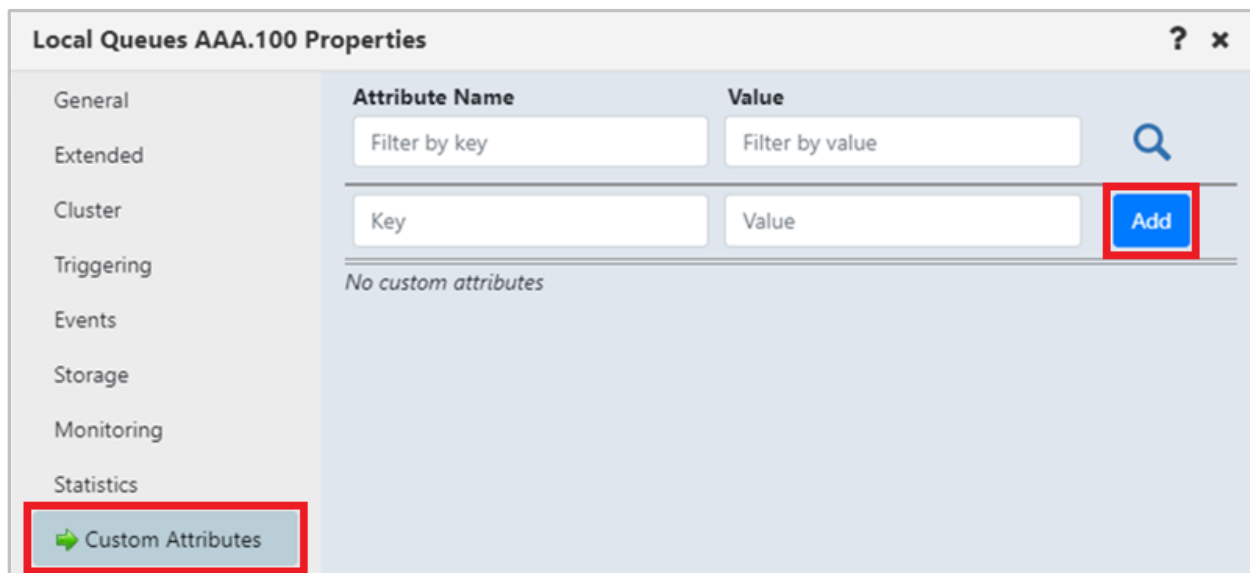 Local Queues AAA.100 Properties ? ×
General
Extended
Cluster
Triggering
Events
Storage
Monitoring
Statistics
Custom Attributes
Attribute Name Value
Filter by key Filter by value
Key Value Add
No custom attributes